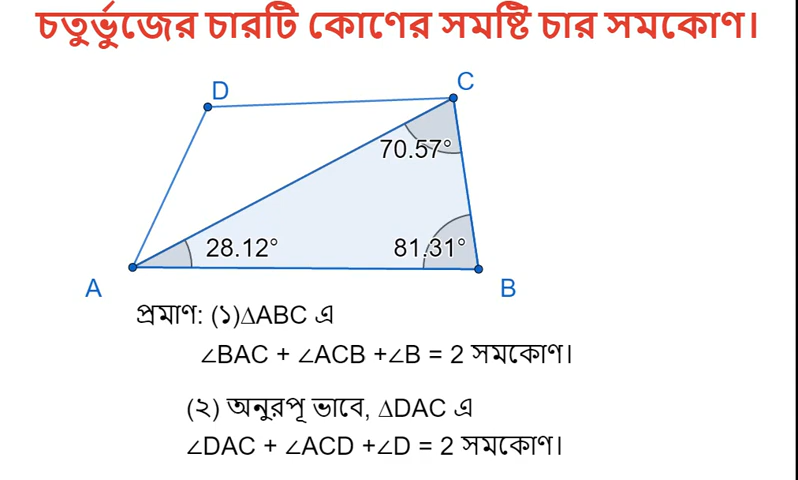 চতুর্ভুজের চারটি কোণের সমষ্টি চার সমকোণ।
D
C
70.57°
28.12°
81.31°
A
B
প্রমাণ: (১)∆ABC এ
∠BAC + ∠ACB +∠B = 2 সমকোণ।
(২) অনুরূপ ভাবে, ∆DAC এ
∠DAC + ∠ACD +∠D = 2 সমকোণ।